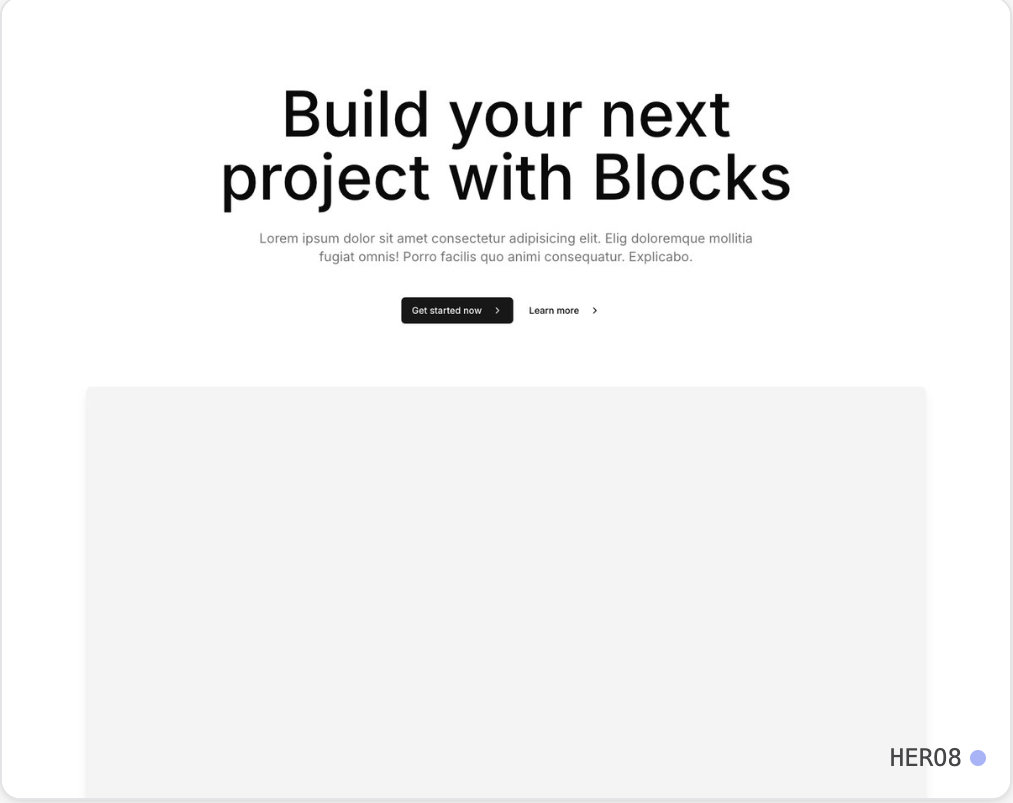 Build your next
project with Blocks
Lorem ipsum dolor sit amet consectetur adipisicing elit. Elig doloremque mollitia
fugiat omnis! Porro facilis quo animi consequatur. Explicabo.
Get started now
Learn more
HERO8